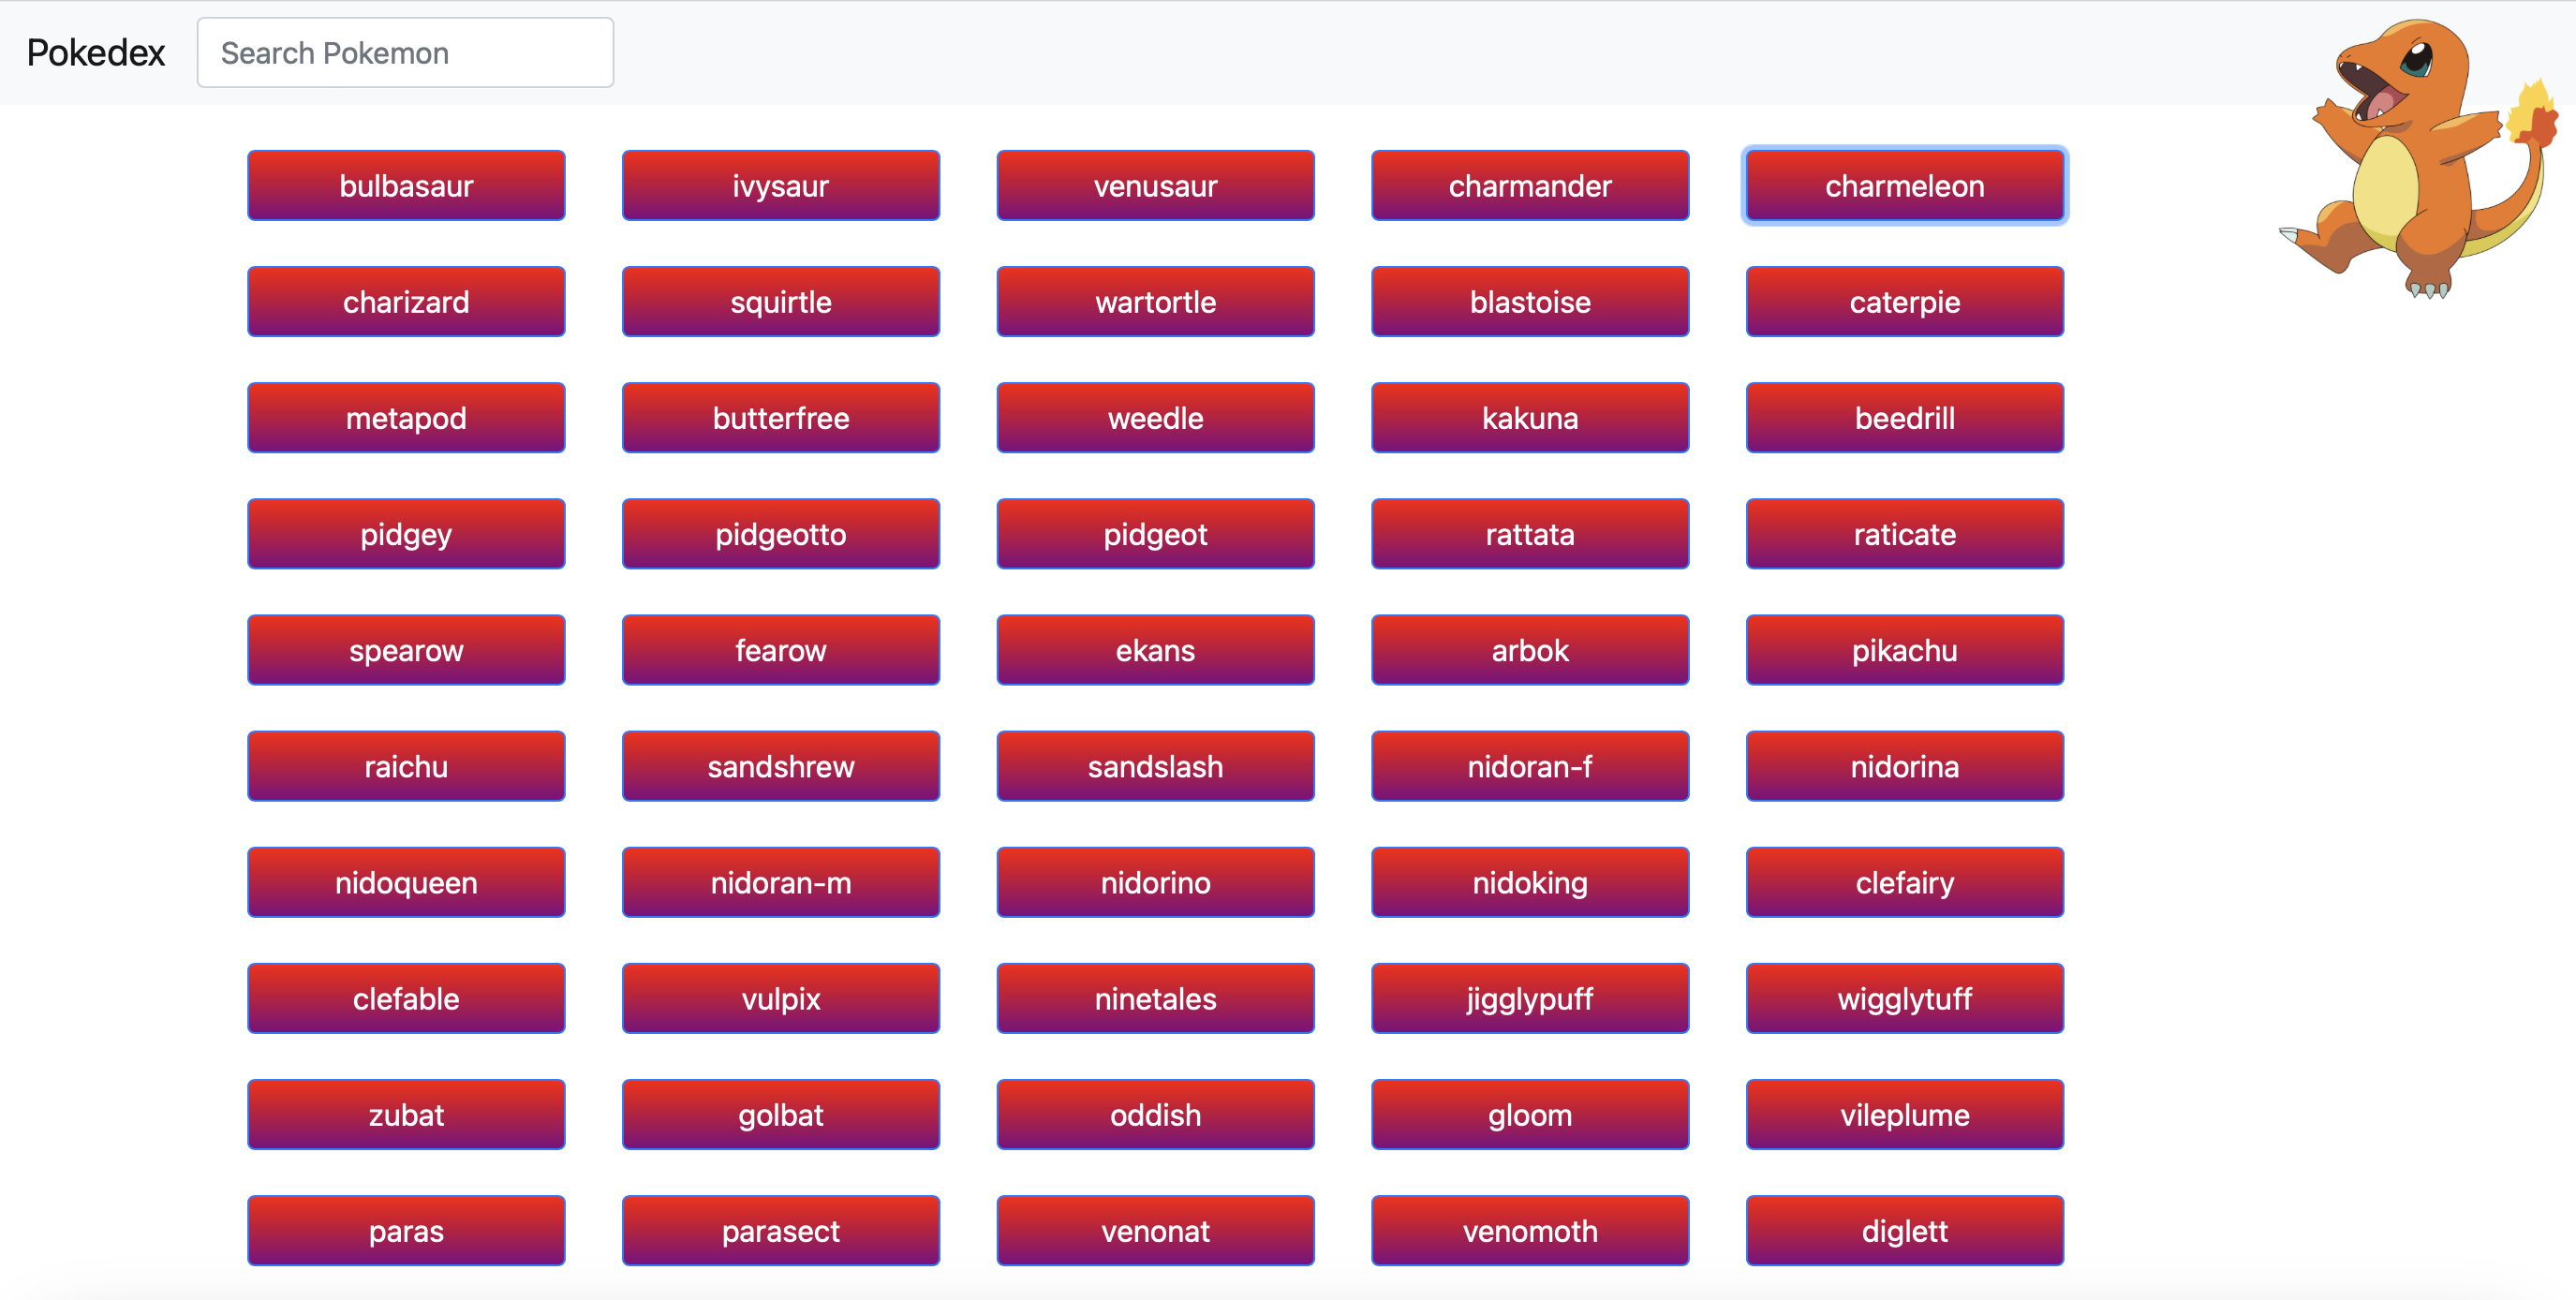 Pokedex Search Pokemon
bulbasaur ivysaur venusaur charmander charmeleon
charizard squirtle wartortle blastoise caterpie
metapod butterfree weedle kakuna beedrill
pidgey pidgeotto pidgeot rattata raticate
spearow fearow ekans arbok pikachu
raichu sandshrew sandslash nidoran-f nidorina
nidoqueen nidoran-m nidorino nidoking clefairy
clefable vulpix ninetales jigglypuff wigglytuff
zubat golbat oddish gloom vileplume
paras parasect venonat venomoth diglett